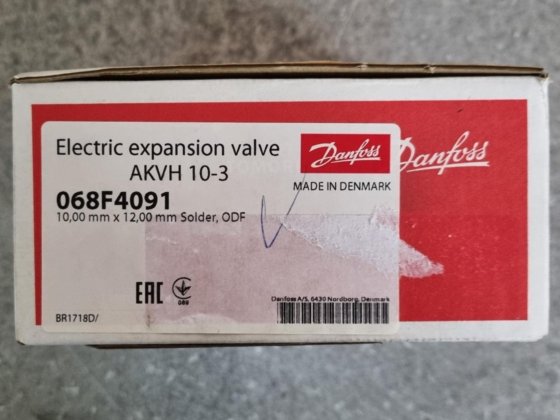 Electric expansion valve
AKVH 10-3
Danfoss
Danfoss
MADE IN DENMARK
068F4091
10,00 mm x 12,00 mm Solder, ODF
EAC
Danfoss A/S, 6430 Nordborg, Denmark
BR1718D/